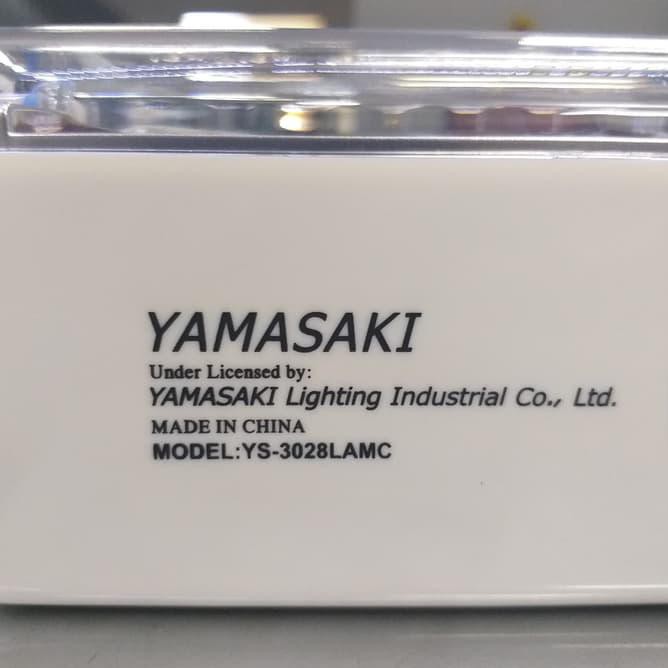 YAMASAKI
Under Licensed by:
YAMASAKI Lighting Industrial Co., Ltd.
MADE IN CHINA
MODEL:YS-3028LAMC